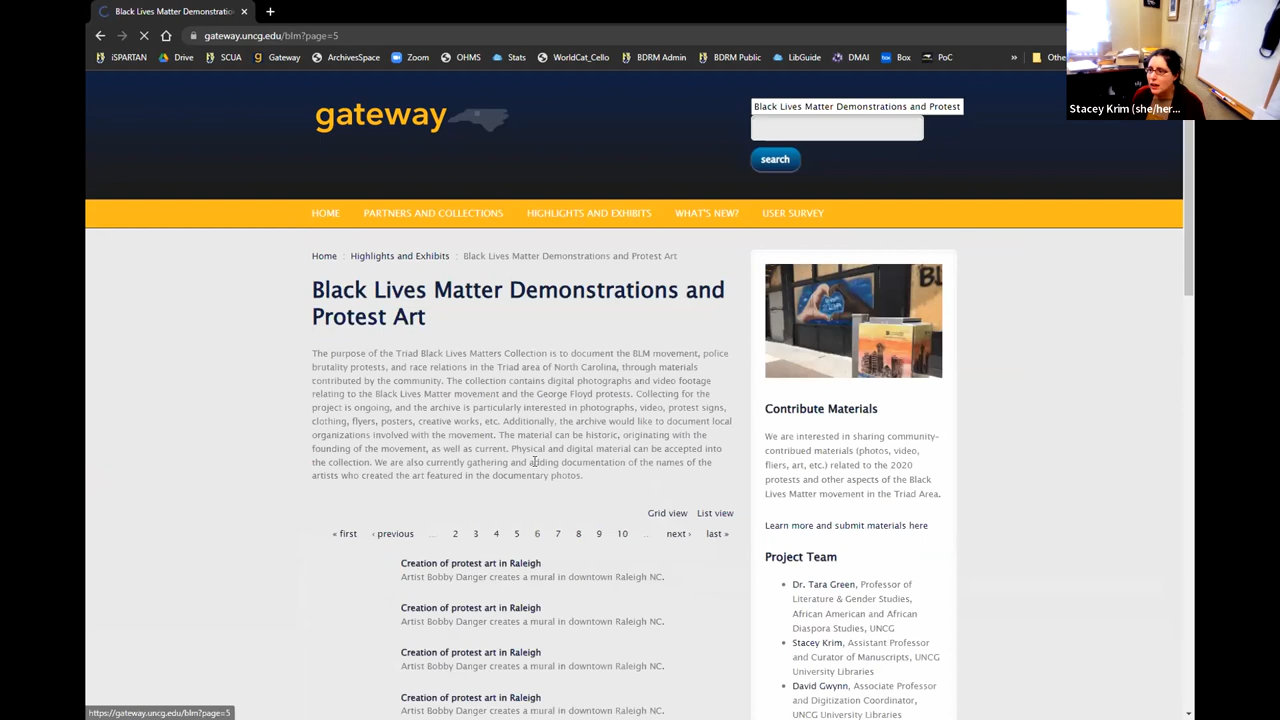 Black Lives Matter Demonstratio
gateway.uncg.edu/blm?page=5
iSPARTAN Drive SCUA Gateway ArchivesSpace Zoom OHMS Stats WorldCat_Cello BDRM Admin BDRM Public LibGuide DMAI Box PoC » Othe
Stacey Krim (she/her...
gateway
Black Lives Matter Demonstrations and Protest
search
HOME PARTNERS AND COLLECTIONS HIGHLIGHTS AND EXHIBITS WHAT'S NEW? USER SURVEY
Home : Highlights and Exhibits : Black Lives Matter Demonstrations and Protest Art
Black Lives Matter Demonstrations and
Protest Art
The purpose of the Triad Black Lives Matters Collection is to document the BLM movement, police
brutality protests, and race relations in the Triad area of North Carolina, through materials
contributed by the community. The collection contains digital photographs and video footage
relating to the Black Lives Matter movement and the George Floyd protests. Collecting for the
project is ongoing, and the archive is particularly interested in photographs, video, protest signs,
clothing, flyers, posters, creative works, etc. Additionally, the archive would like to document local
organizations involved with the movement. The material can be historic, originating with the
founding of the movement, as well as current. Physical and digital material can be accepted into
the collection. We are also currently gathering and adding documentation of the names of the
artists who created the art featured in the documentary photos.
Grid view List view
« first ‹ previous … 2 3 4 5 6 7 8 9 10 … next › last »
Creation of protest art in Raleigh
Artist Bobby Danger creates a mural in downtown Raleigh NC.
Creation of protest art in Raleigh
Artist Bobby Danger creates a mural in downtown Raleigh NC.
Creation of protest art in Raleigh
Artist Bobby Danger creates a mural in downtown Raleigh NC.
Creation of protest art in Raleigh
Artist Bobby Danger creates a mural in downtown Raleigh NC.
BL
Contribute Materials
We are interested in sharing community-
contributed materials (photos, video,
fliers, art, etc.) related to the 2020
protests and other aspects of the Black
Lives Matter movement in the Triad Area.
Learn more and submit materials here
Project Team
• Dr. Tara Green, Professor of
Literature & Gender Studies,
African American and African
Diaspora Studies, UNCG
• Stacey Krim, Assistant Professor
and Curator of Manuscripts, UNCG
University Libraries
• David Gwynn, Associate Professor
and Digitization Coordinator,
UNCG University Libraries
https://gateway.uncg.edu/blm?page=5